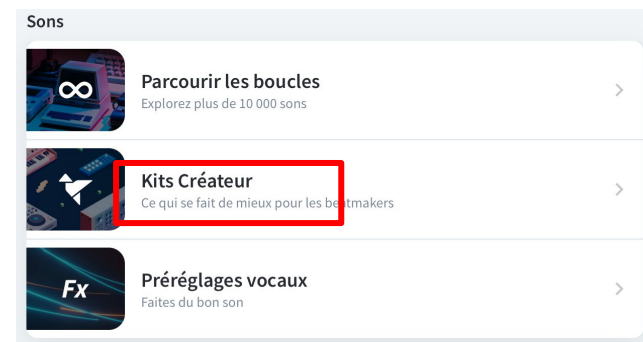 Sons
Parcourir les boucles
Explorez plus de 10 000 sons
Kits Créateur
Ce qui se fait de mieux pour les beatmakers
Fx
Préréglages vocaux
Faites du bon son